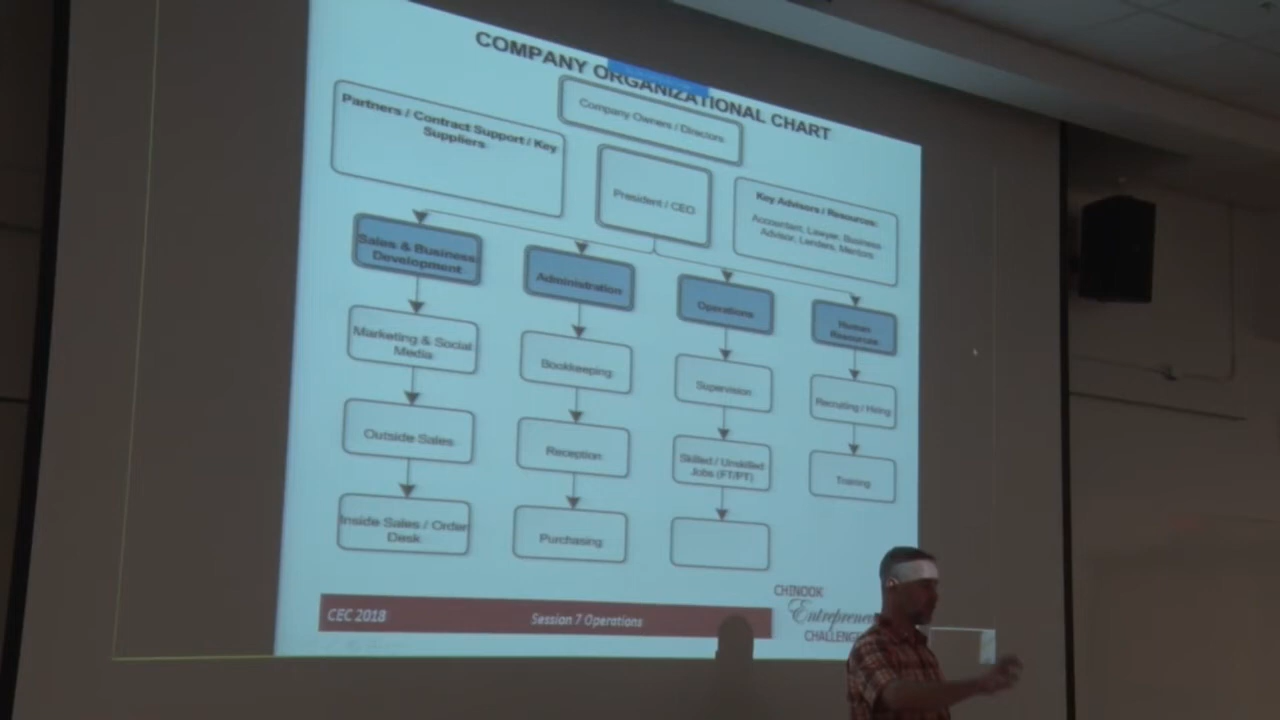 COMPANY ORGANIZATIONAL CHART
Company Owners / Directors
Partners / Contract Support / Key
Suppliers
President / CEO
Key Advisors / Resources:
Accountant, Lawyer, Business
Advisor, Lenders, Mentors
Sales & Business
Development
Administration
Operations
Human
Resources
Marketing & Social
Media
Bookkeeping
Supervision
Recruiting / Hiring
Outside Sales
Reception
Skilled / Unskilled
Jobs (FT/PT)
Training
Inside Sales / Order
Desk
Purchasing
CEC 2018
Session 7 Operations
CHINOOK
Entreprene
CHALLENG